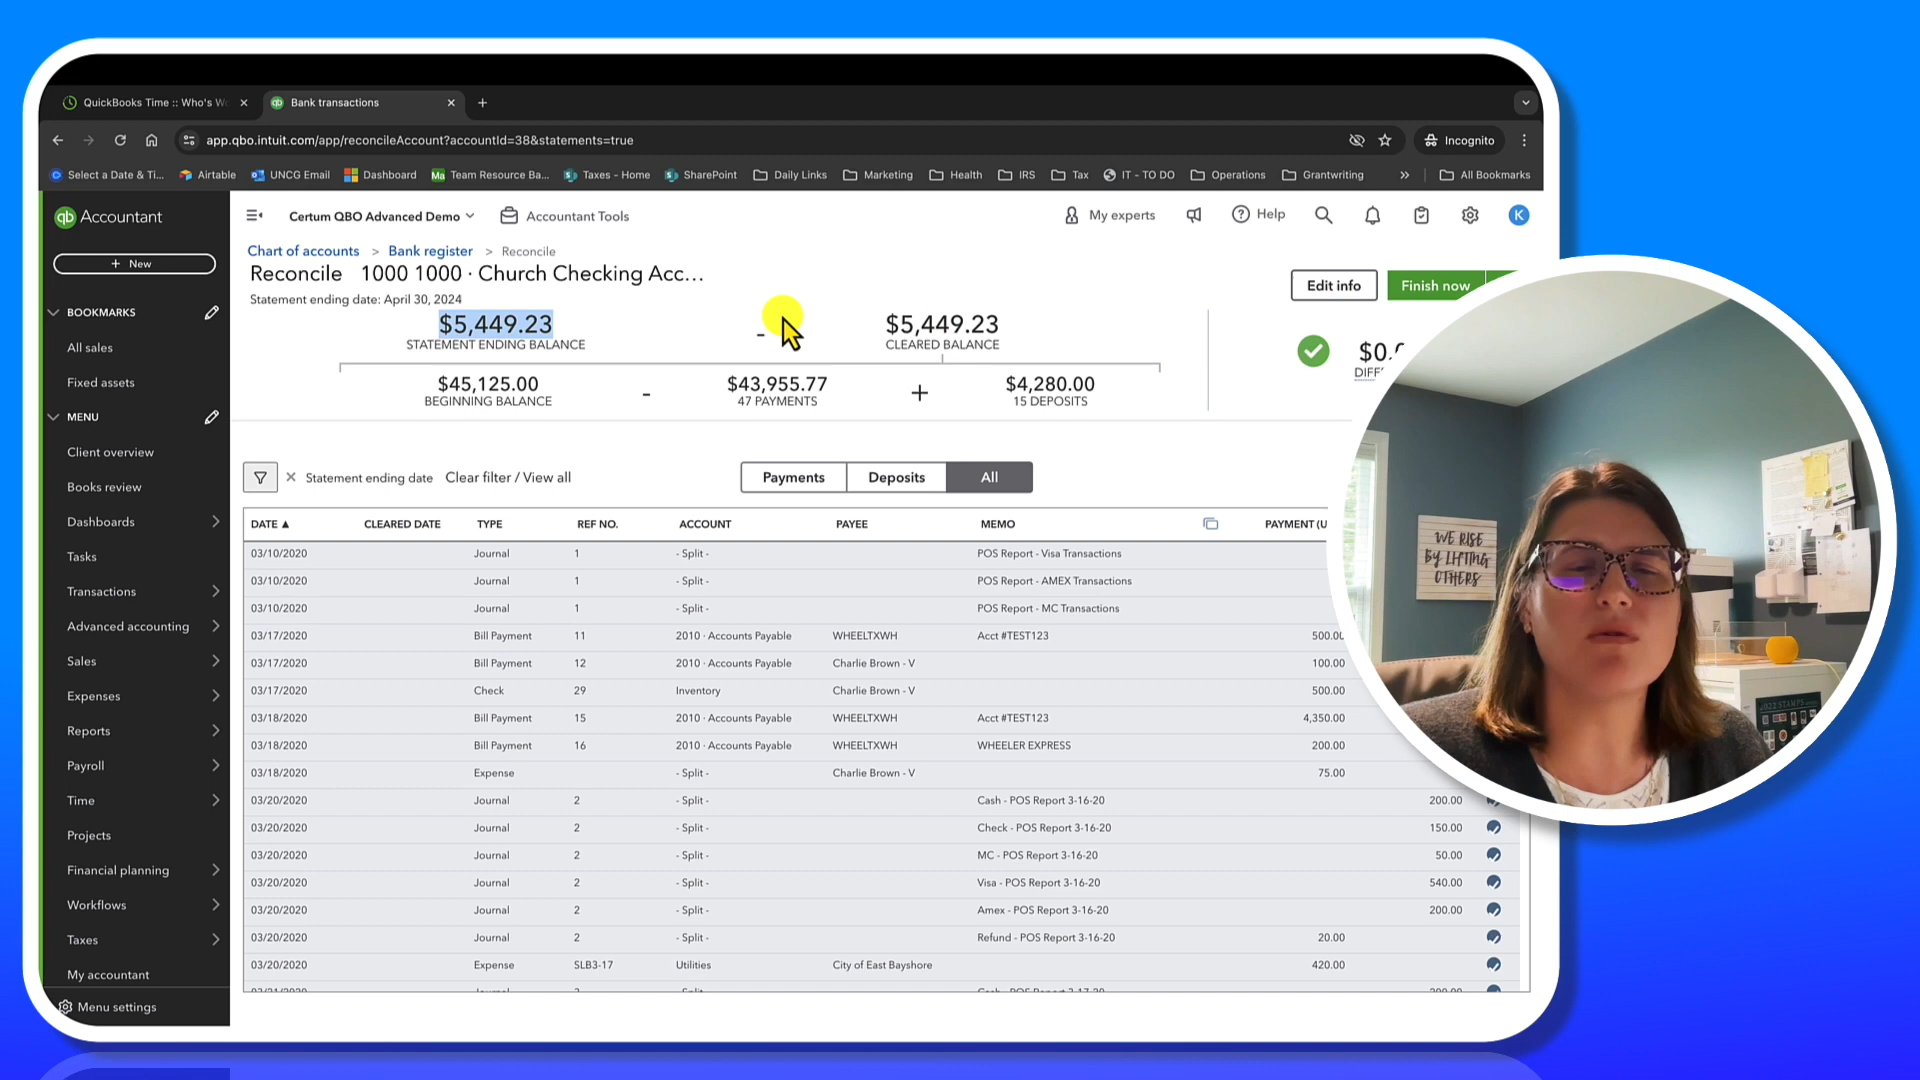 QuickBooks Time :: Who's W
Bank transactions
app.qbo.intuit.com/app/reconcileAccount?accountId=38&statements=true
Incognito
Select a Date & Ti...
Airtable
UNCG Email
Dashboard
Team Resource Ba...
Taxes - Home
SharePoint
Daily Links
Marketing
Health
IRS
Tax
IT - TO DO
Operations
Grantwriting
All Bookmarks
qb Accountant
Certum QBO Advanced Demo
Accountant Tools
My experts
Help
K
+ New
BOOKMARKS
All sales
Fixed assets
MENU
Client overview
Books review
Dashboards
Tasks
Transactions
Advanced accounting
Sales
Expenses
Reports
Payroll
Time
Projects
Financial planning
Workflows
Taxes
My accountant
Menu settings
Chart of accounts > Bank register > Reconcile
Reconcile 1000 1000 · Church Checking Acc...
Statement ending date: April 30, 2024
Edit info
Finish now
$5,449.23 - $5,449.23
STATEMENT ENDING BALANCE CLEARED BALANCE
$45,125.00 - $43,955.77 + $4,280.00
BEGINNING BALANCE 47 PAYMENTS 15 DEPOSITS
$0.
DIFF
Statement ending date Clear filter / View all
Payments Deposits All
DATE ▲ CLEARED DATE TYPE REF NO. ACCOUNT PAYEE MEMO PAYMENT (U
03/10/2020 Journal 1 - Split - POS Report - Visa Transactions
03/10/2020 Journal 1 - Split - POS Report - AMEX Transactions
03/10/2020 Journal 1 - Split - POS Report - MC Transactions
03/17/2020 Bill Payment 11 2010 · Accounts Payable WHEELTXWH Acct #TEST123 500.00
03/17/2020 Bill Payment 12 2010 · Accounts Payable Charlie Brown - V 100.00
03/17/2020 Check 29 Inventory Charlie Brown - V 500.00
03/18/2020 Bill Payment 15 2010 · Accounts Payable WHEELTXWH Acct #TEST123 4,350.00
03/18/2020 Bill Payment 16 2010 · Accounts Payable WHEELTXWH WHEELER EXPRESS 200.00
03/18/2020 Expense - Split - Charlie Brown - V 75.00
03/20/2020 Journal 2 - Split - Cash - POS Report 3-16-20 200.00
03/20/2020 Journal 2 - Split - Check - POS Report 3-16-20 150.00
03/20/2020 Journal 2 - Split - MC - POS Report 3-16-20 50.00
03/20/2020 Journal 2 - Split - Visa - POS Report 3-16-20 540.00
03/20/2020 Journal 2 - Split - Amex - POS Report 3-16-20 200.00
03/20/2020 Journal 2 - Split - Refund - POS Report 3-16-20 20.00
03/20/2020 Expense SLB3-17 Utilities City of East Bayshore 420.00
WE RISE
BY LIFTING
OTHERS
2022 STAMPS